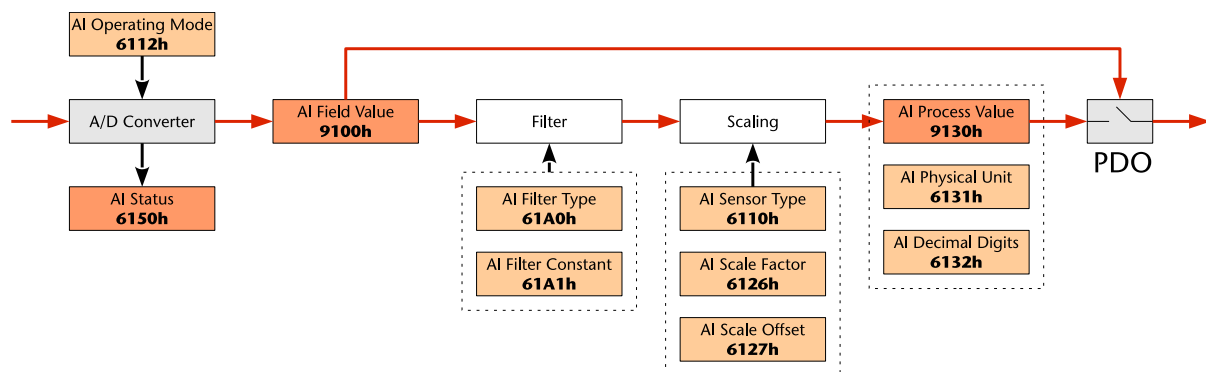 AI Operating Mode
6112h
A/D Converter
AI Status
6150h
AI Field Value
9100h
Filter
AI Filter Type
61A0h
AI Filter Constant
61A1h
Scaling
AI Sensor Type
6110h
AI Scale Factor
6126h
AI Scale Offset
6127h
AI Process Value
9130h
AI Physical Unit
6131h
AI Decimal Digits
6132h
PDO